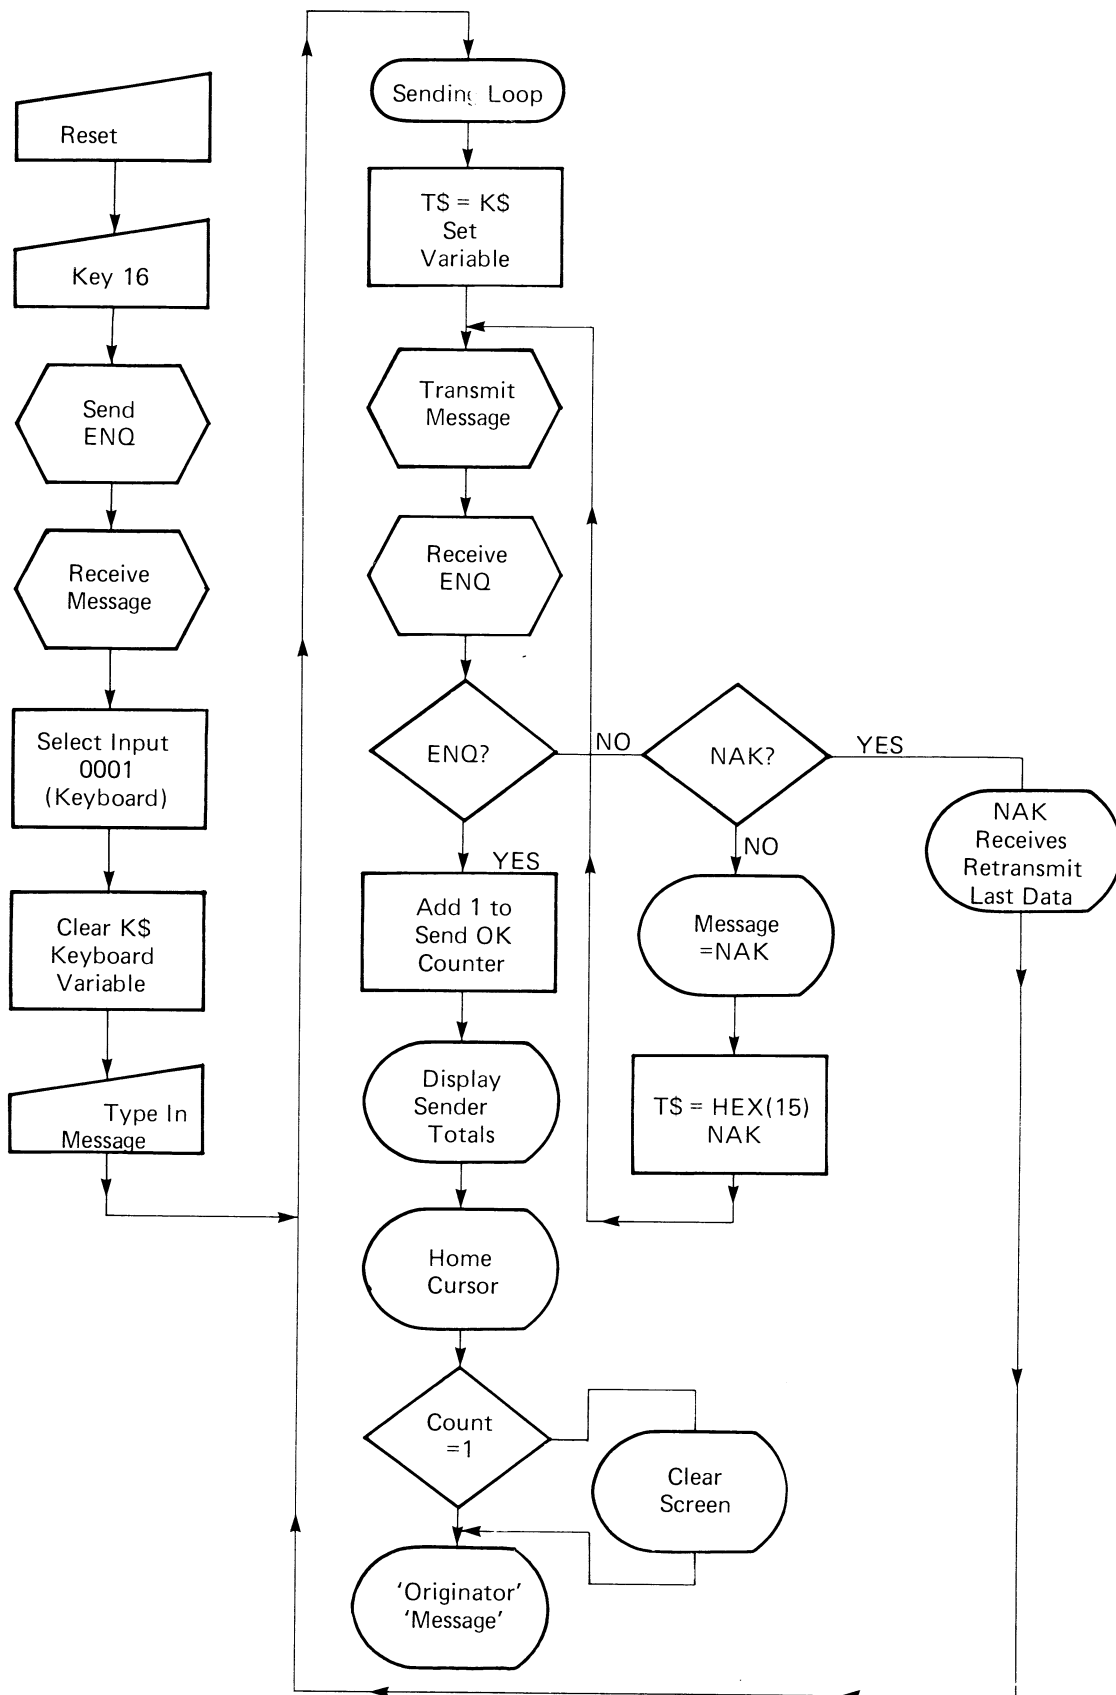 Reset
Key 16
Send
ENQ
Receive
Message
Select Input
0001
(Keyboard)
Clear K$
Keyboard
Variable
Type In
Message
Sending Loop
T$ = K$
Set
Variable
Transmit
Message
Receive
ENQ
ENQ?
NO
YES
Add 1 to
Send OK
Counter
Display
Sender
Totals
Home
Cursor
Count
=1
Clear
Screen
'Originator'
'Message'
NAK?
YES
NO
Message
=NAK
T$ = HEX(15)
NAK
NAK
Receives
Retransmit
Last Data